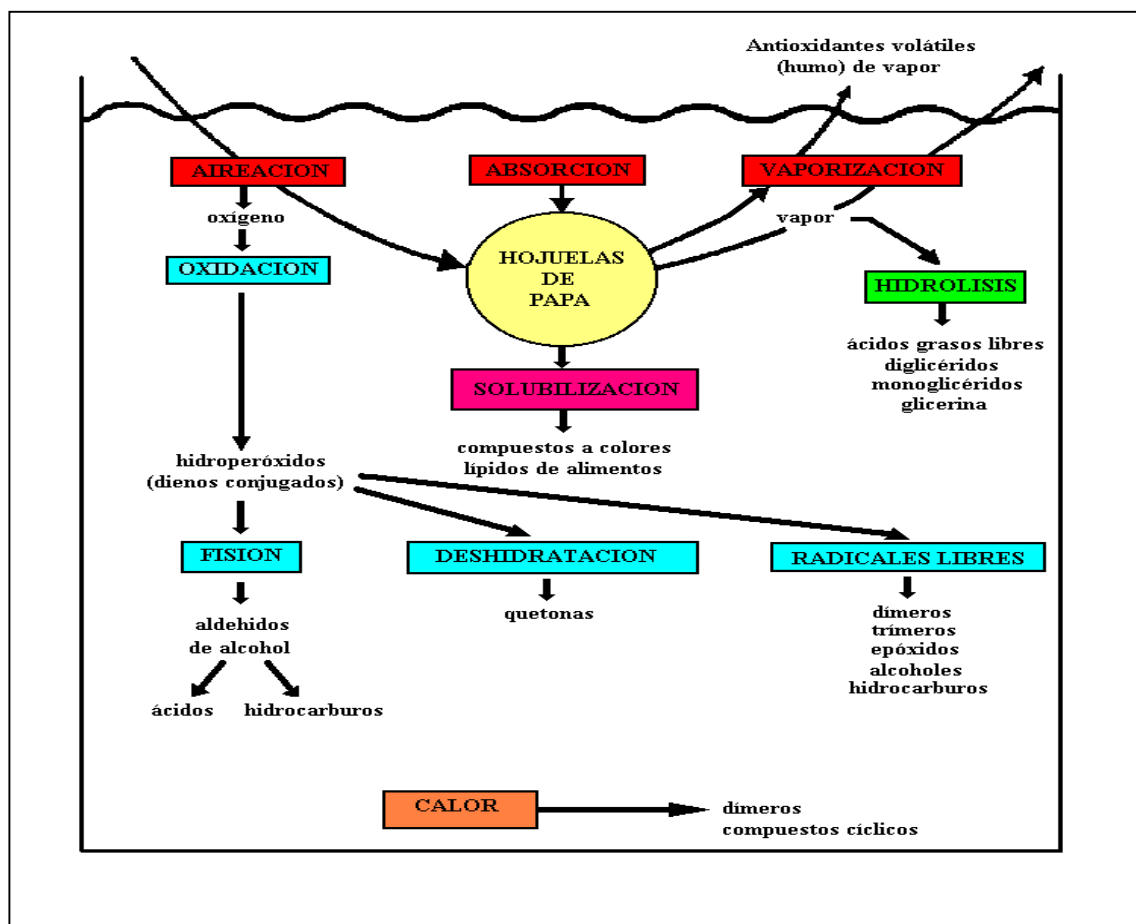 Antioxidantes volátiles
(humo) de vapor
AIREACION
ABSORCION
VAPORIZACION
oxígeno
vapor
OXIDACION
HOJUELAS
DE
PAPA
HIDROLISIS
ácidos grasos libres
diglicéridos
monoglicéridos
glicerina
SOLUBILIZACION
compuestos a colores
lípidos de alimentos
hidroperóxidos
(dienos conjugados)
FISION
DESHIDRATACION
RADICALES LIBRES
aldehidos
de alcohol
quetonas
dímeros
trímeros
epóxidos
alcoholes
hidrocarburos
ácidos
hidrocarburos
CALOR
dímeros
compuestos cíclicos